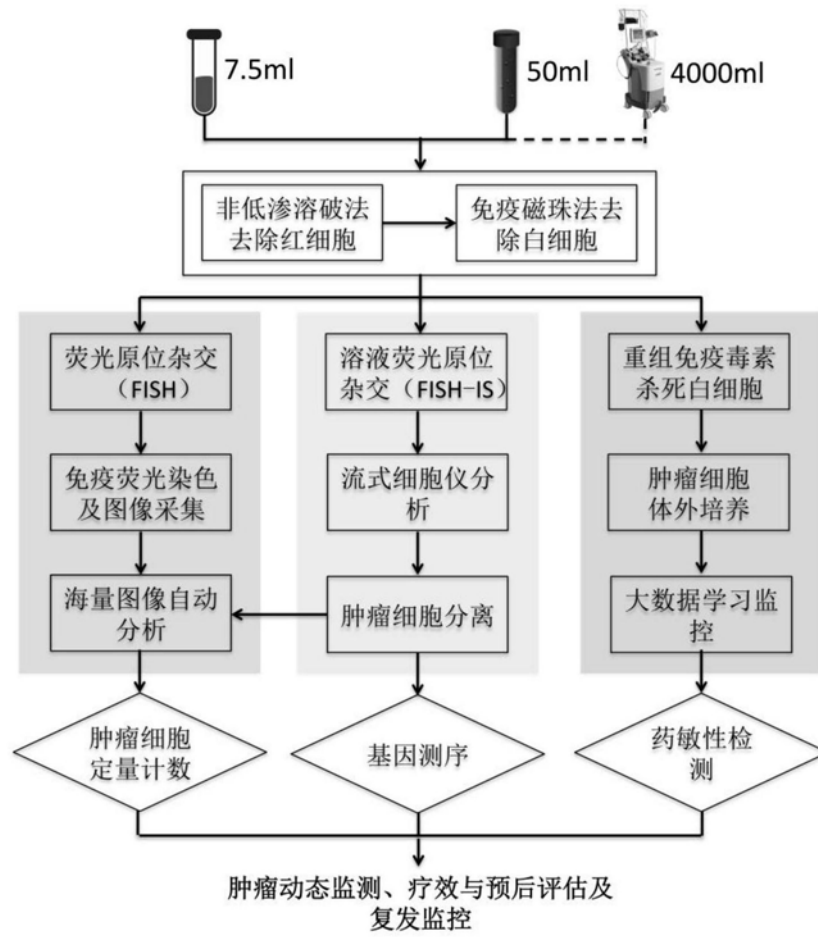 7.5ml
50ml
4000ml
非低渗溶破法
去除红细胞
免疫磁珠法去
除白细胞
荧光原位杂交
（FISH）
免疫荧光染色
及图像采集
海量图像自动
分析
肿瘤细胞
定量计数
溶液荧光原位
杂交（FISH-IS）
流式细胞仪分
析
肿瘤细胞分离
基因测序
重组免疫毒素
杀死白细胞
肿瘤细胞
体外培养
大数据学习监
控
药敏性检
测
肿瘤动态监测、疗效与预后评估及
复发监控